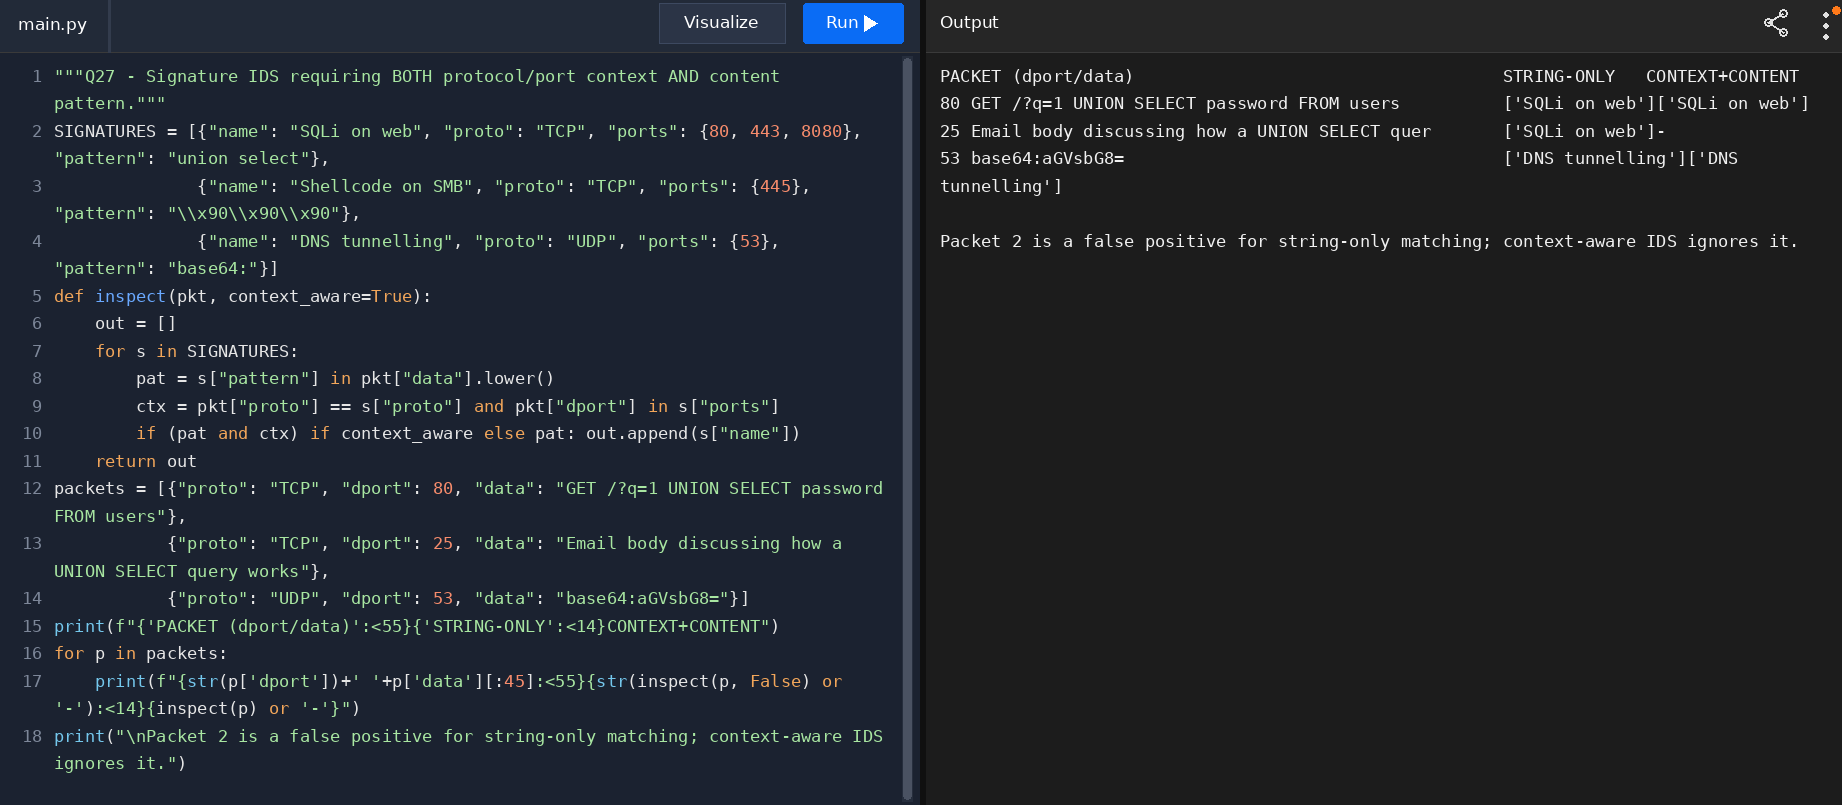 main.py
Visualize
Run
Output
1 """Q27 - Signature IDS requiring BOTH protocol/port context AND content
pattern."""
2 SIGNATURES = [{"name": "SQLi on web", "proto": "TCP", "ports": {80, 443, 8080},
"pattern": "union select"},
3               {"name": "Shellcode on SMB", "proto": "TCP", "ports": {445},
"pattern": "\\x90\\x90\\x90"},
4               {"name": "DNS tunnelling", "proto": "UDP", "ports": {53},
"pattern": "base64:"}]
5 def inspect(pkt, context_aware=True):
6     out = []
7     for s in SIGNATURES:
8         pat = s["pattern"] in pkt["data"].lower()
9         ctx = pkt["proto"] == s["proto"] and pkt["dport"] in s["ports"]
10         if (pat and ctx) if context_aware else pat: out.append(s["name"])
11     return out
12 packets = [{"proto": "TCP", "dport": 80, "data": "GET /?q=1 UNION SELECT password
FROM users"},
13            {"proto": "TCP", "dport": 25, "data": "Email body discussing how a
UNION SELECT query works"},
14            {"proto": "UDP", "dport": 53, "data": "base64:aGVsbG8="}]
15 print(f"{'PACKET (dport/data)':<55}{'STRING-ONLY':<14}CONTEXT+CONTENT")
16 for p in packets:
17     print(f"{str(p['dport'])+' '+p['data'][:45]:<55}{str(inspect(p, False) or
'-'):<14}{inspect(p) or '-'}")
18 print("\nPacket 2 is a false positive for string-only matching; context-aware IDS
ignores it.")
PACKET (dport/data)                                    STRING-ONLY   CONTEXT+CONTENT
80 GET /?q=1 UNION SELECT password FROM users          ['SQLi on web']['SQLi on web']
25 Email body discussing how a UNION SELECT quer       ['SQLi on web']-
53 base64:aGVsbG8=                                     ['DNS tunnelling']['DNS
tunnelling']
Packet 2 is a false positive for string-only matching; context-aware IDS ignores it.